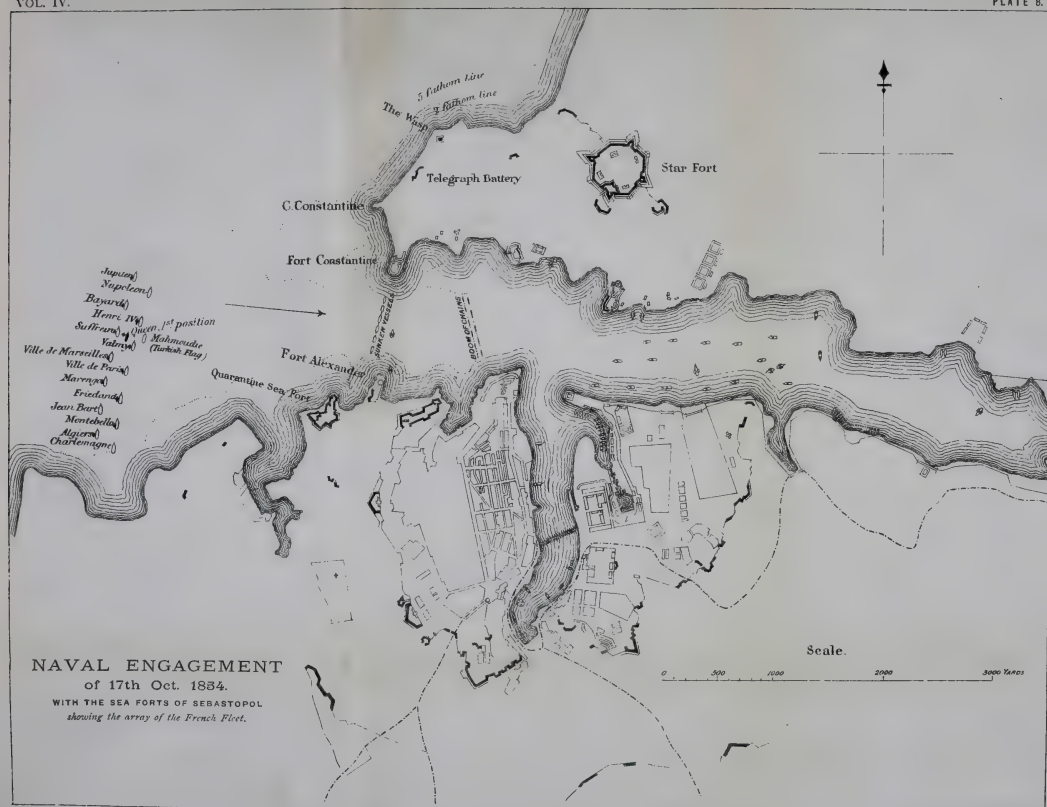 VOL. IV.
PLATE 8.
5 fathom line
The Wasp
fathom line
Telegraph Battery
Star Fort
C. Constantine
Fort Constantine
Jupiter
Napoleon
Bayard
Henri IV
Suffrein
Queen, 1st position
Valmy
Mahmoudie
(Turkish Flag)
Ville de Marseilles
Ville de Paris
Marengo
Friedland
Jean Bart
Montebello
Algiers
Charlemagne
SUNKEN VESSELS
BOOM OF CHAINS
Fort Alexander
Quarantine Sea Fort
NAVAL ENGAGEMENT
of 17th Oct. 1854.
WITH THE SEA FORTS OF SEBASTOPOL
showing the array of the French Fleet.
Scale.
0 500 1000 2000 3000 YARDS